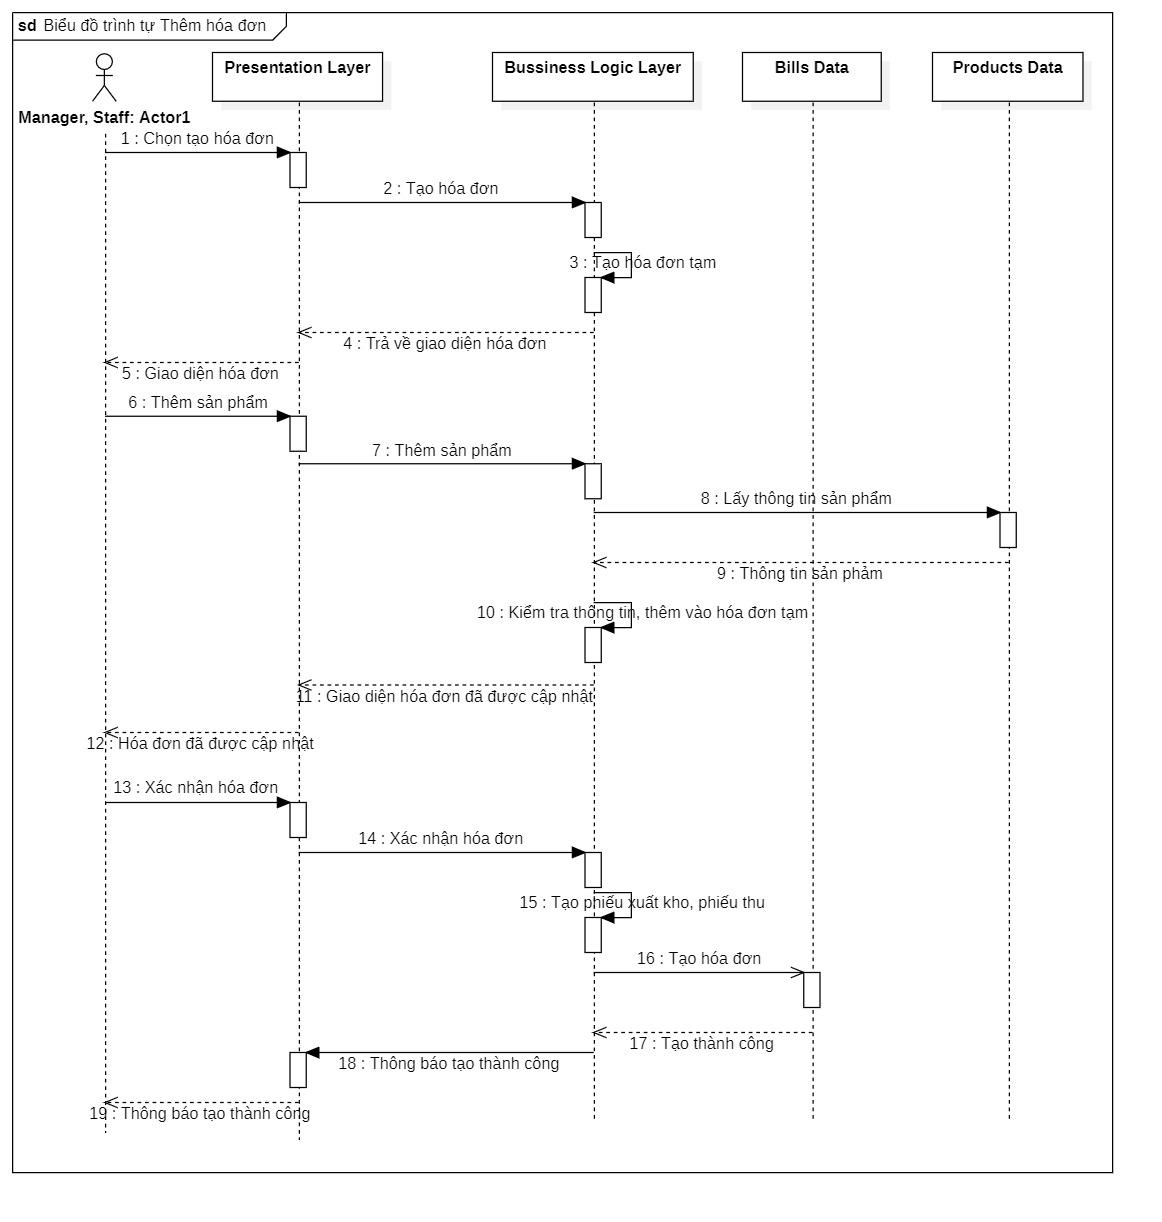 sd Biểu đồ trình tự Thêm hóa đơn
Presentation Layer
Bussiness Logic Layer
Bills Data
Products Data
Manager, Staff: Actor1
1 : Chọn tạo hóa đơn
2 : Tạo hóa đơn
3 : Tạo hóa đơn tạm
4 : Trả về giao diện hóa đơn
5 : Giao diện hóa đơn
6 : Thêm sản phẩm
7 : Thêm sản phẩm
8 : Lấy thông tin sản phẩm
9 : Thông tin sản phảm
10 : Kiểm tra thông tin, thêm vào hóa đơn tạm
11 : Giao diện hóa đơn đã được cập nhật
12 : Hóa đơn đã được cập nhật
13 : Xác nhận hóa đơn
14 : Xác nhận hóa đơn
15 : Tạo phiếu xuất kho, phiếu thu
16 : Tạo hóa đơn
17 : Tạo thành công
18 : Thông báo tạo thành công
19 : Thông báo tạo thành công